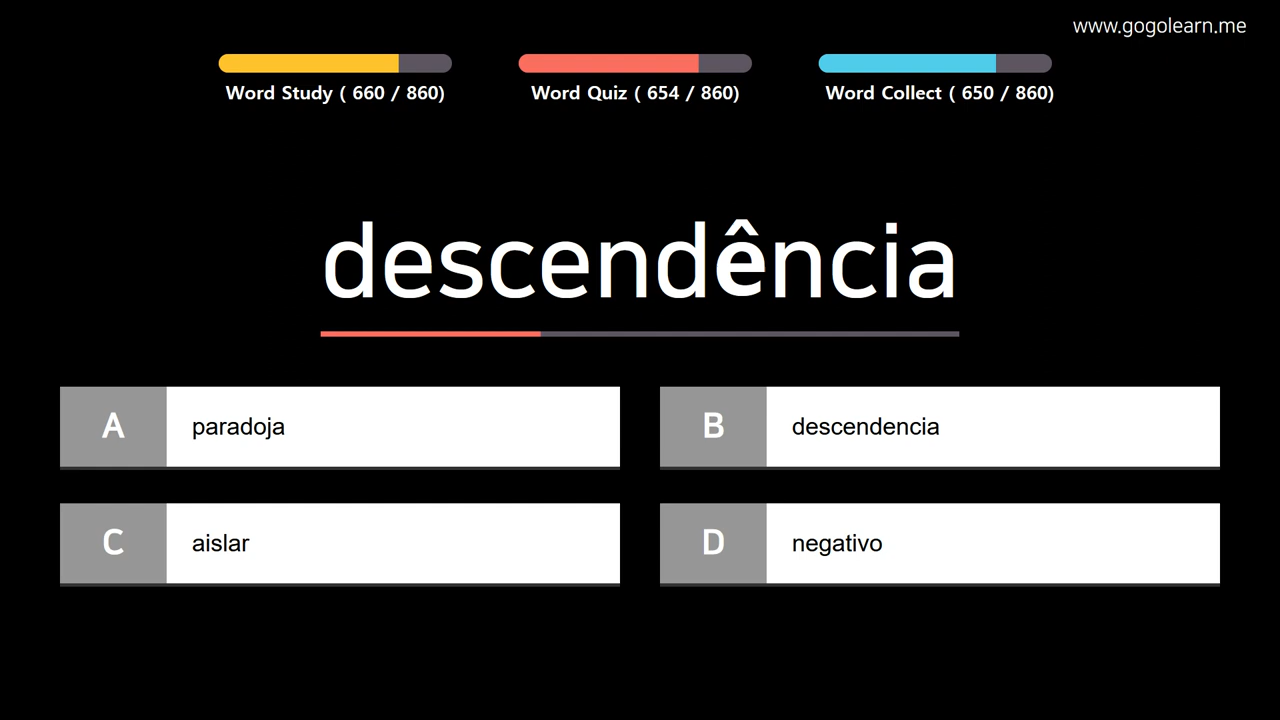 www.gogolearn.me
Word Study ( 660 / 860)
Word Quiz ( 654 / 860)
Word Collect ( 650 / 860)
descendência
A paradoja
B descendencia
C aislar
D negativo